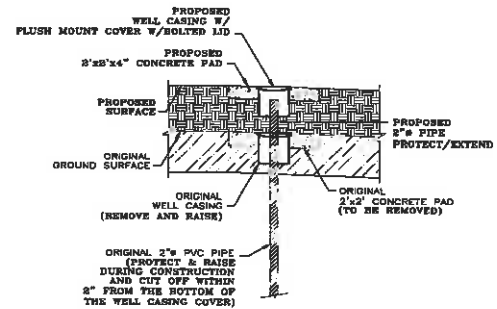 PROPOSED
WELL CASING W/
FLUSH MOUNT COVER W/BOLTED LID
PROPOSED
2'x2'x4" CONCRETE PAD
PROPOSED
SURFACE
PROPOSED
2"ø PIPE
PROTECT/EXTEND
ORIGINAL
GROUND SURFACE
ORIGINAL
WELL CASING
(REMOVE AND RAISE)
ORIGINAL
2'x2' CONCRETE PAD
(TO BE REMOVED)
ORIGINAL 2"ø PVC PIPE
(PROTECT & RAISE
DURING CONSTRUCTION
AND CUT OFF WITHIN
2" FROM THE BOTTOM OF
THE WELL CASING COVER)